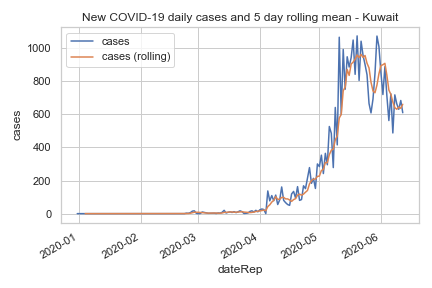 New COVID-19 daily cases and 5 day rolling mean - Kuwait
cases
cases (rolling)
1000
800
600
400
200
0
cases
2020-01
2020-02
2020-03
2020-04
2020-05
2020-06
dateRep